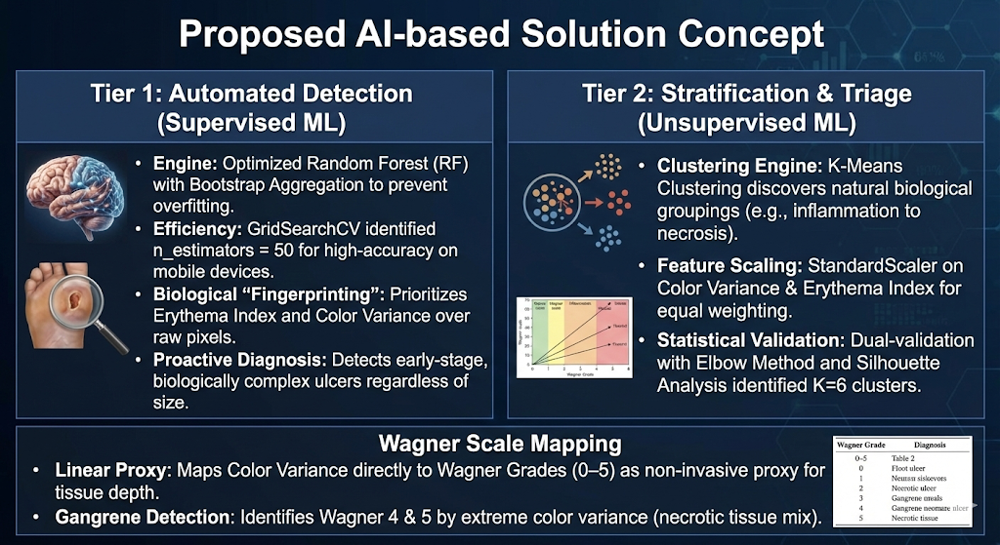 Proposed AI-based Solution Concept
Tier 1: Automated Detection
(Supervised ML)
• Engine: Optimized Random Forest (RF)
with Bootstrap Aggregation to prevent
overfitting.
• Efficiency: GridSearchCV identified
n_estimators = 50 for high-accuracy on
mobile devices.
• Biological “Fingerprinting”: Prioritizes
Erythema Index and Color Variance over
raw pixels.
• Proactive Diagnosis: Detects early-stage,
biologically complex ulcers regardless of
size.
Tier 2: Stratification & Triage
(Unsupervised ML)
• Clustering Engine: K-Means
Clustering discovers natural biological
groupings (e.g., inflammation to
necrosis).
• Feature Scaling: StandardScaler on
Color Variance & Erythema Index for
equal weighting.
• Statistical Validation: Dual-validation
with Elbow Method and Silhouette
Analysis identified K=6 clusters.
Wagner Grade
0 1 2 3 4 5 6
Wagner Scale Mapping
• Linear Proxy: Maps Color Variance directly to Wagner Grades (0–5) as non-invasive proxy for
tissue depth.
• Gangrene Detection: Identifies Wagner 4 & 5 by extreme color variance (necrotic tissue mix).
Wagner Grade Diagnosis
0–5 Table 2
0 Floot ulcer
1
2 Necrotic ulcer
3 Gangrene
4 Gangrene ulcer
5 Necrotic tissue